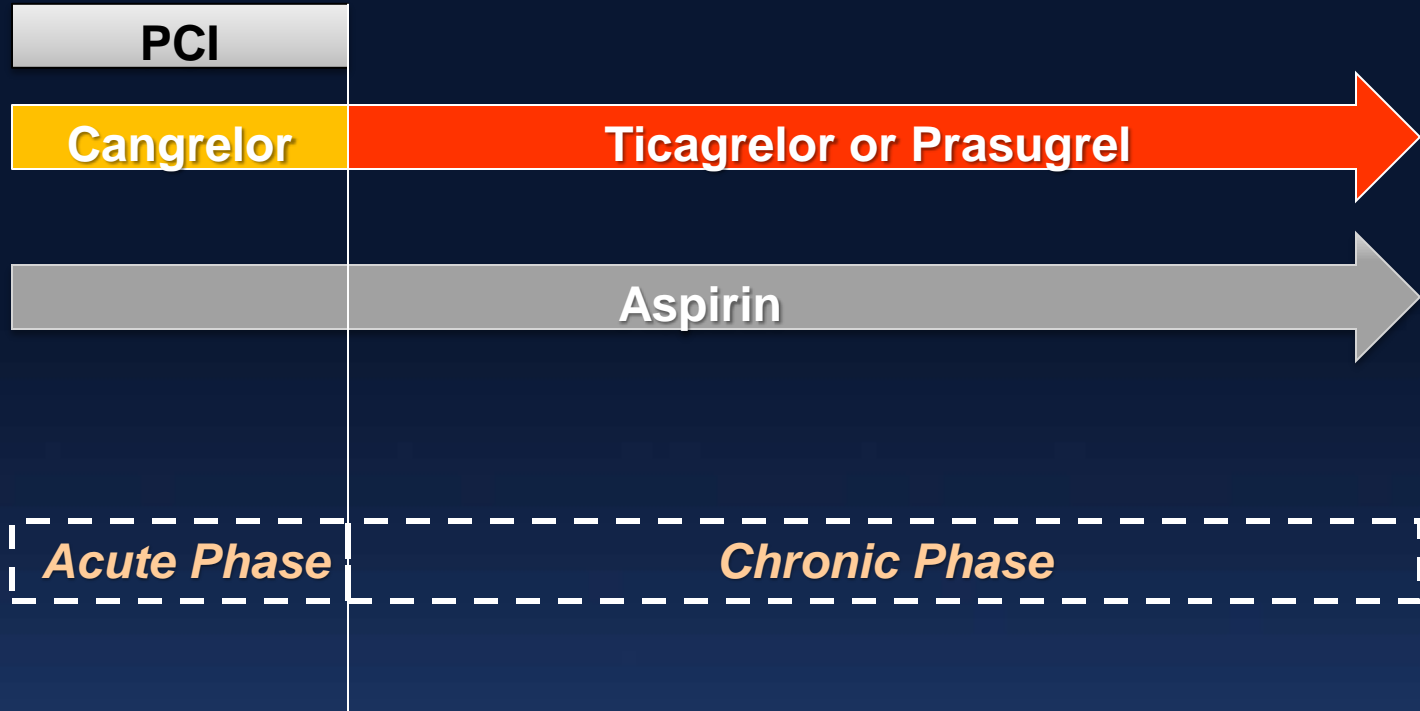 PCI
Cangrelor
Ticagrelor or Prasugrel
Aspirin
Acute Phase
Chronic Phase